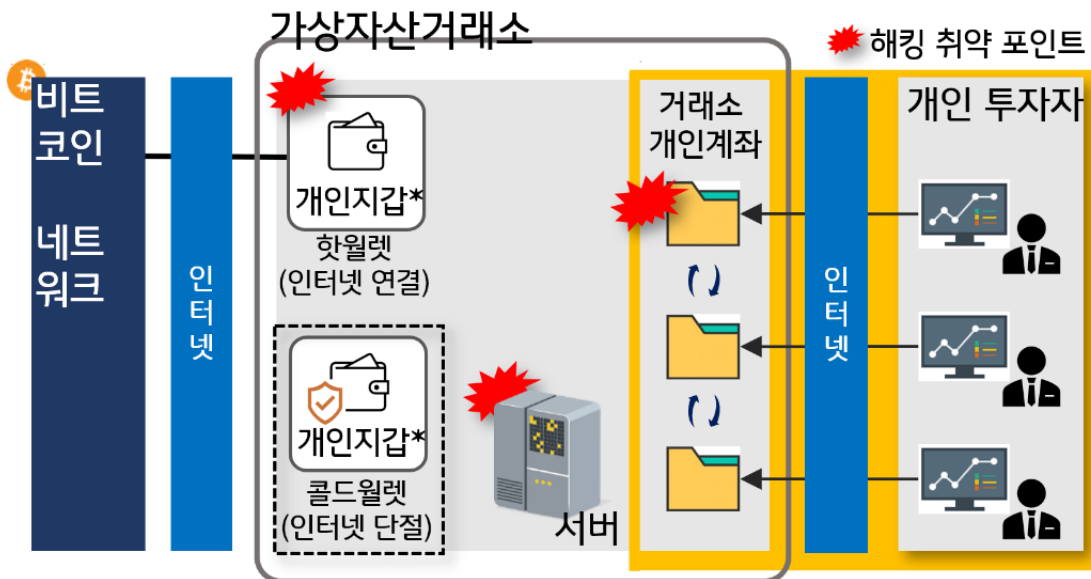 가상자산거래소
해킹 취약 포인트
비트
코인
네트
워크
인
터
넷
개인지갑*
핫월렛
(인터넷 연결)
개인지갑*
콜드월렛
(인터넷 단절)
서버
거래소
개인계좌
인
터
넷
개인 투자자